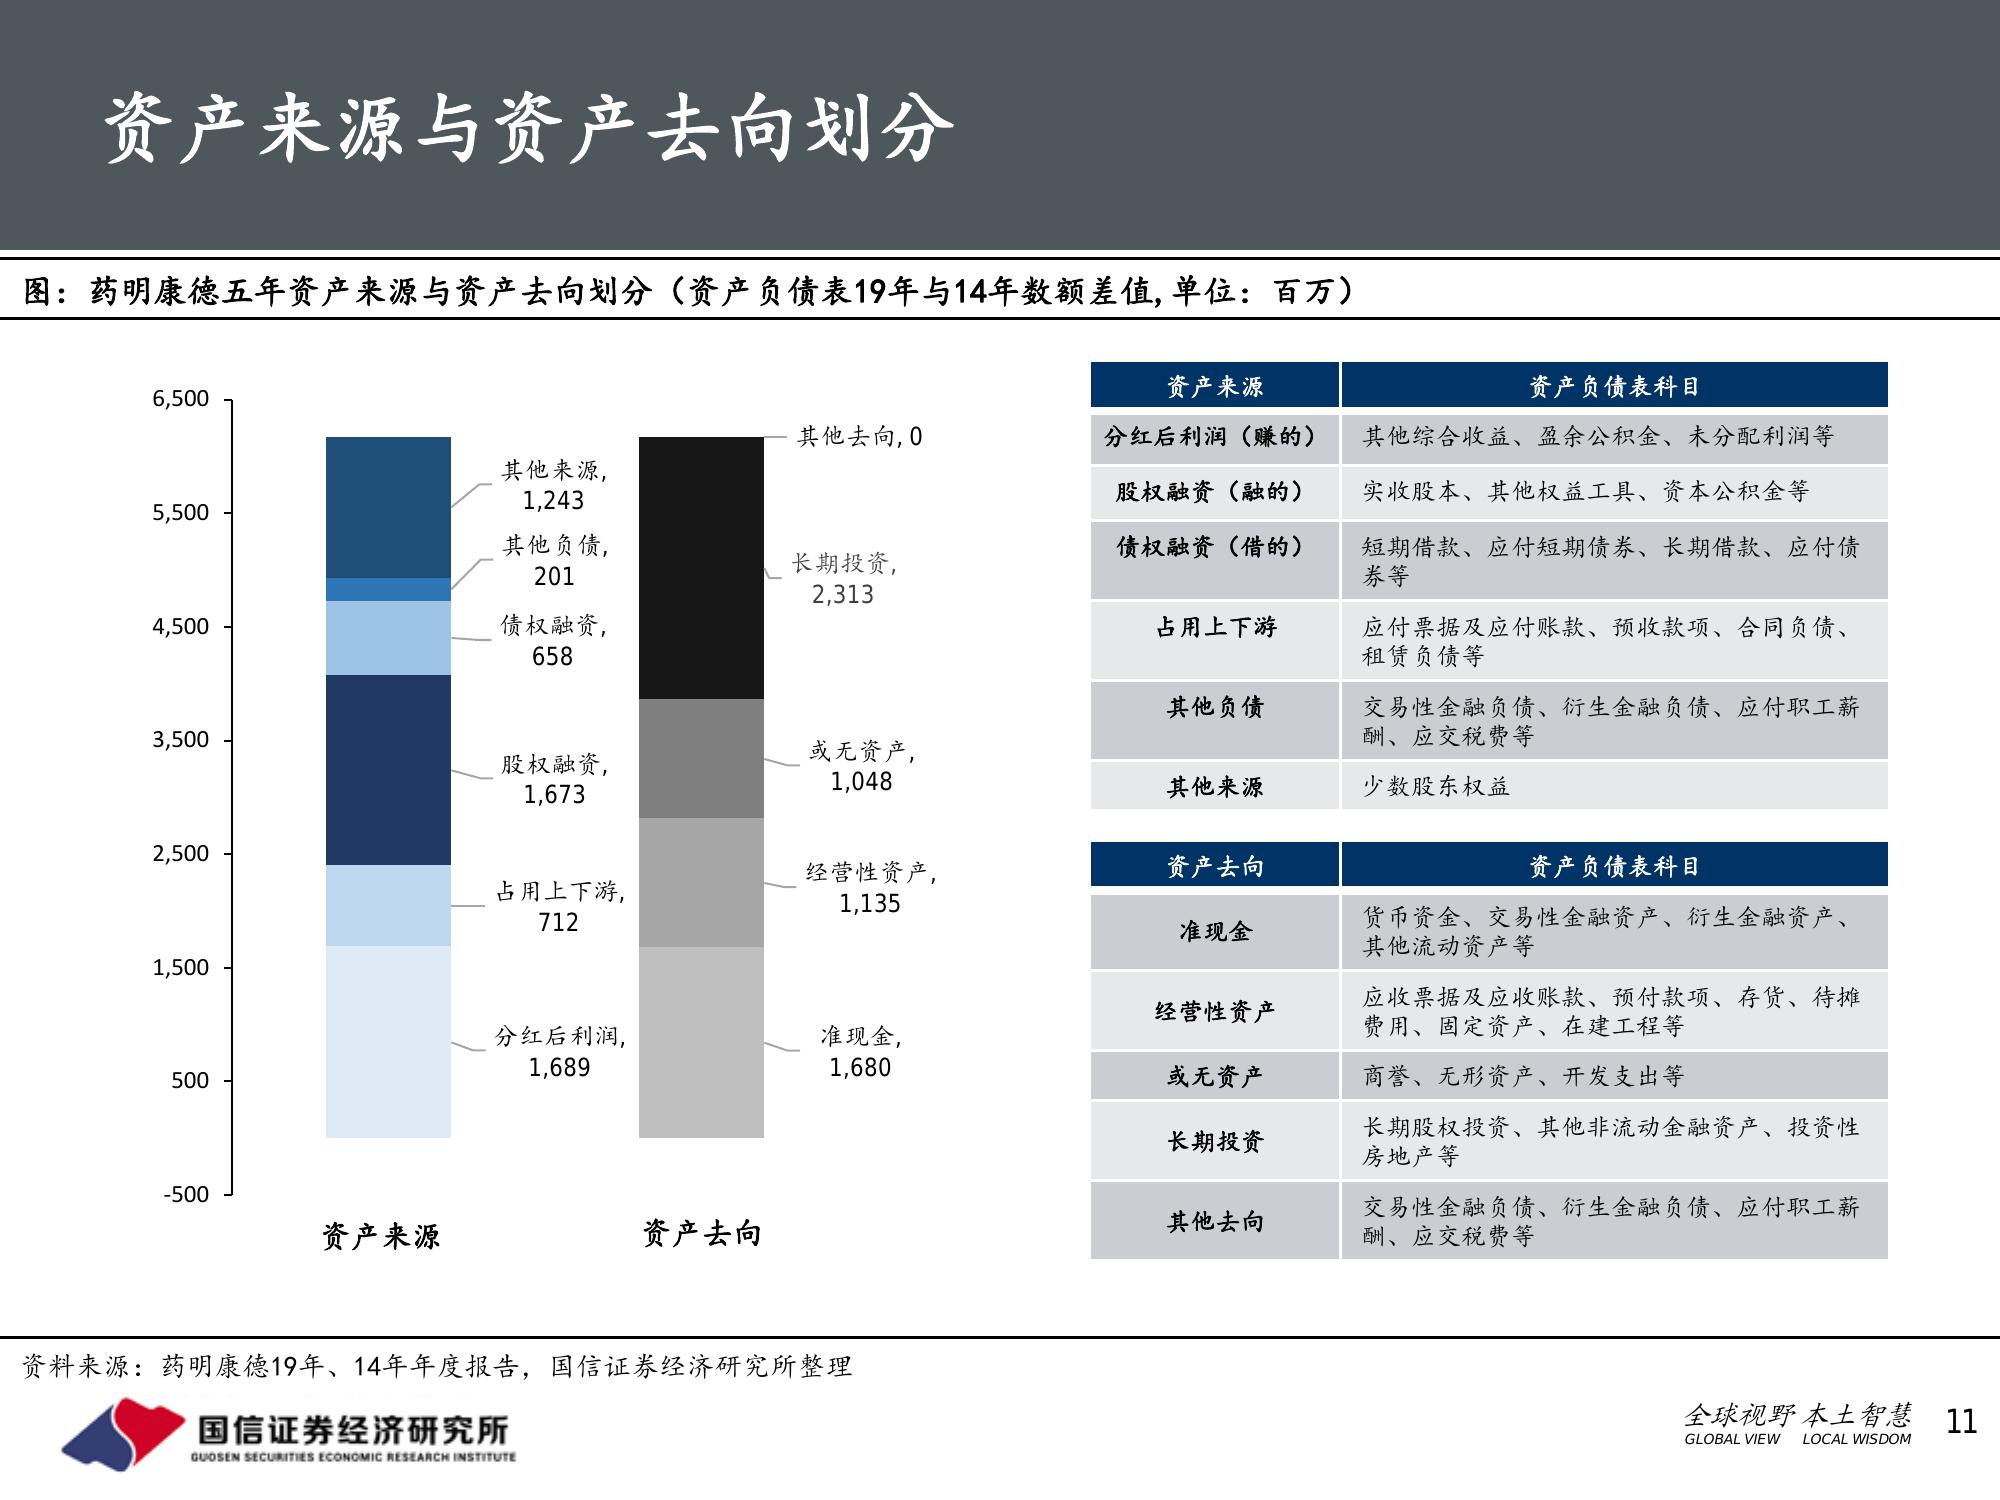 资产来源与资产去向划分
图：药明康德五年资产来源与资产去向划分（资产负债表19年与14年数额差值,单位：百万）
6,500
5,500
4,500
3,500
2,500
1,500
500
-500
其他来源,
1,243
其他负债,
201
债权融资,
658
股权融资,
1,673
占用上下游,
712
分红后利润,
1,689
其他去向, 0
长期投资,
2,313
或无资产,
1,048
经营性资产,
1,135
准现金,
1,680
资产来源
资产去向
资产来源 资产负债表科目
分红后利润（赚的） 其他综合收益、盈余公积金、未分配利润等
股权融资（融的） 实收股本、其他权益工具、资本公积金等
债权融资（借的） 短期借款、应付短期债券、长期借款、应付债
券等
占用上下游 应付票据及应付账款、预收款项、合同负债、
租赁负债等
其他负债 交易性金融负债、衍生金融负债、应付职工薪
酬、应交税费等
其他来源 少数股东权益
资产去向 资产负债表科目
准现金 货币资金、交易性金融资产、衍生金融资产、
其他流动资产等
经营性资产 应收票据及应收账款、预付款项、存货、待摊
费用、固定资产、在建工程等
或无资产 商誉、无形资产、开发支出等
长期投资 长期股权投资、其他非流动金融资产、投资性
房地产等
其他去向 交易性金融负债、衍生金融负债、应付职工薪
酬、应交税费等
资料来源：药明康德19年、14年年度报告，国信证券经济研究所整理
国信证券经济研究所
GUOSEN SECURITIES ECONOMIC RESEARCH INSTITUTE
全球视野 本土智慧
GLOBAL VIEW LOCAL WISDOM
11